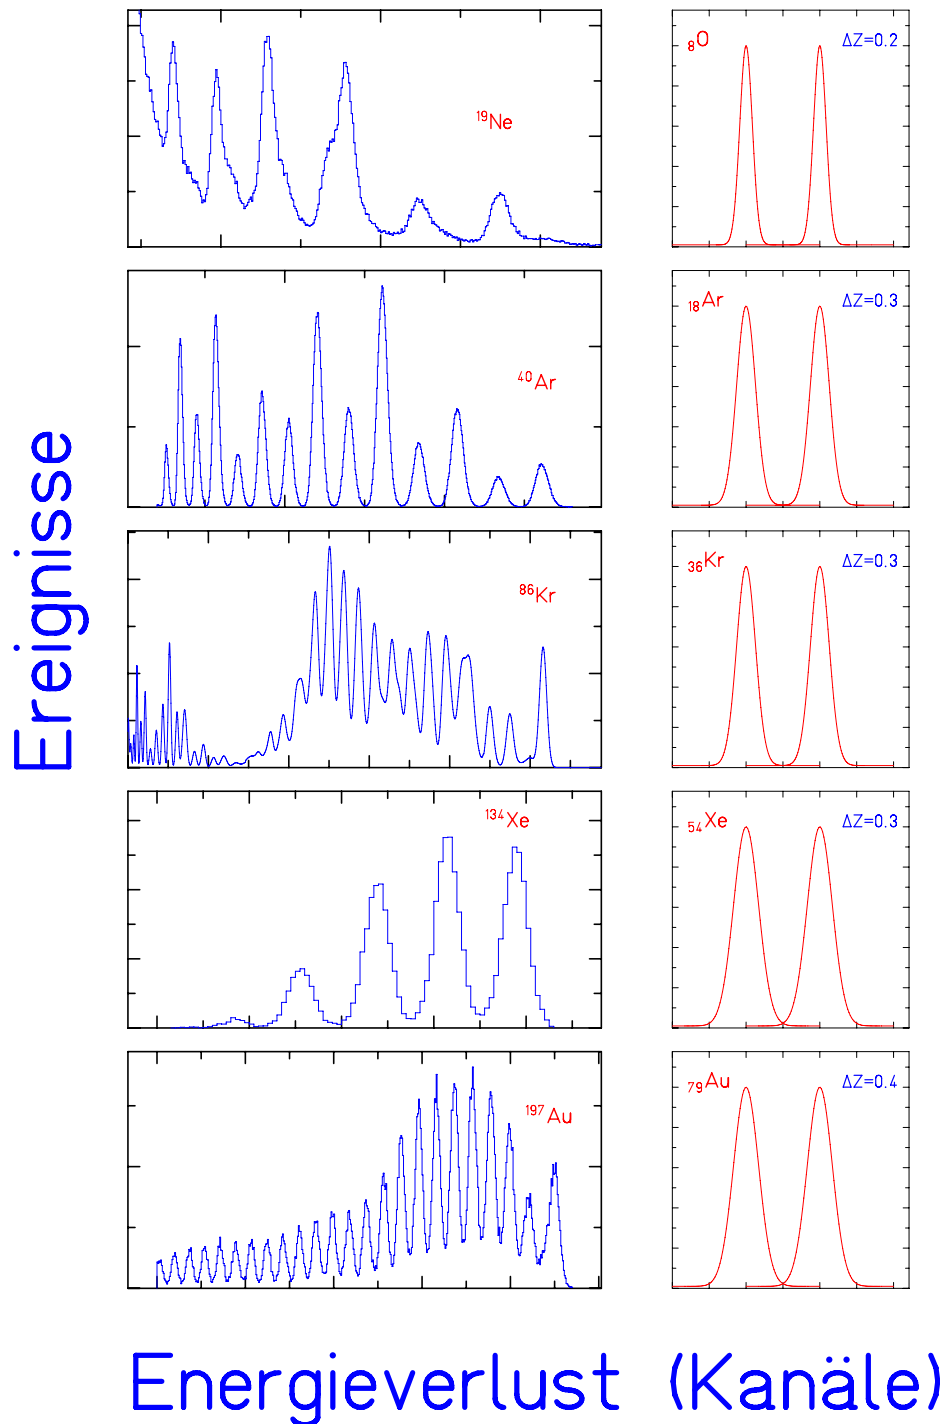 ¹⁹Ne
₈O ΔZ=0.2
⁴⁰Ar
₁₈Ar ΔZ=0.3
⁸⁶Kr
₃₆Kr ΔZ=0.3
¹³⁴Xe
₅₄Xe ΔZ=0.3
¹⁹⁷Au
₇₉Au ΔZ=0.4
Ereignisse
Energieverlust (Kanäle)